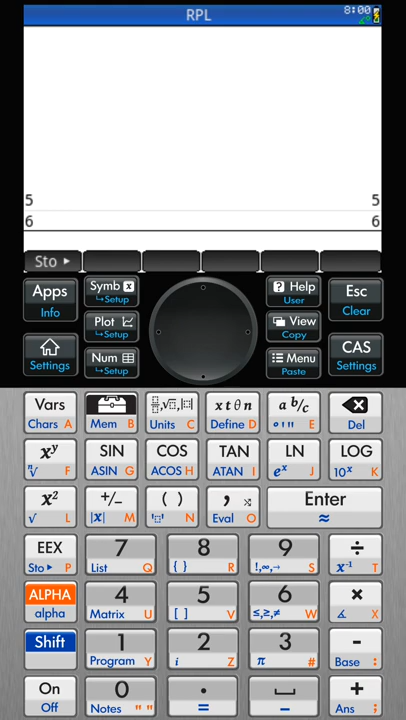 RPL 8:00
5 5
6 6
Sto ▸
Apps Symb x Help Esc
Info ↳Setup User Clear
Plot View
↳Setup Copy
Settings Num Menu CAS
↳Setup Paste Settings
Vars x t θ n a b/c
Chars A Mem B Units C Define D ° ' " E Del
xʸ SIN COS TAN LN LOG
ⁿ√ F ASIN G ACOS H ATAN I eˣ J 10ˣ K
x² +/− ( ) , Enter
√ L |x| M '□' N Eval O ≈
EEX 7 8 9 ÷
Sto ▸ P List Q { } R !,∞,→ S x⁻¹ T
ALPHA 4 5 6 ×
alpha Matrix U [ ] V ≤,≥,≠ W ∡ X
Shift 1 2 3 -
Program Y i Z π # Base :
On 0 . ␣ +
Off Notes " " = _ Ans ;